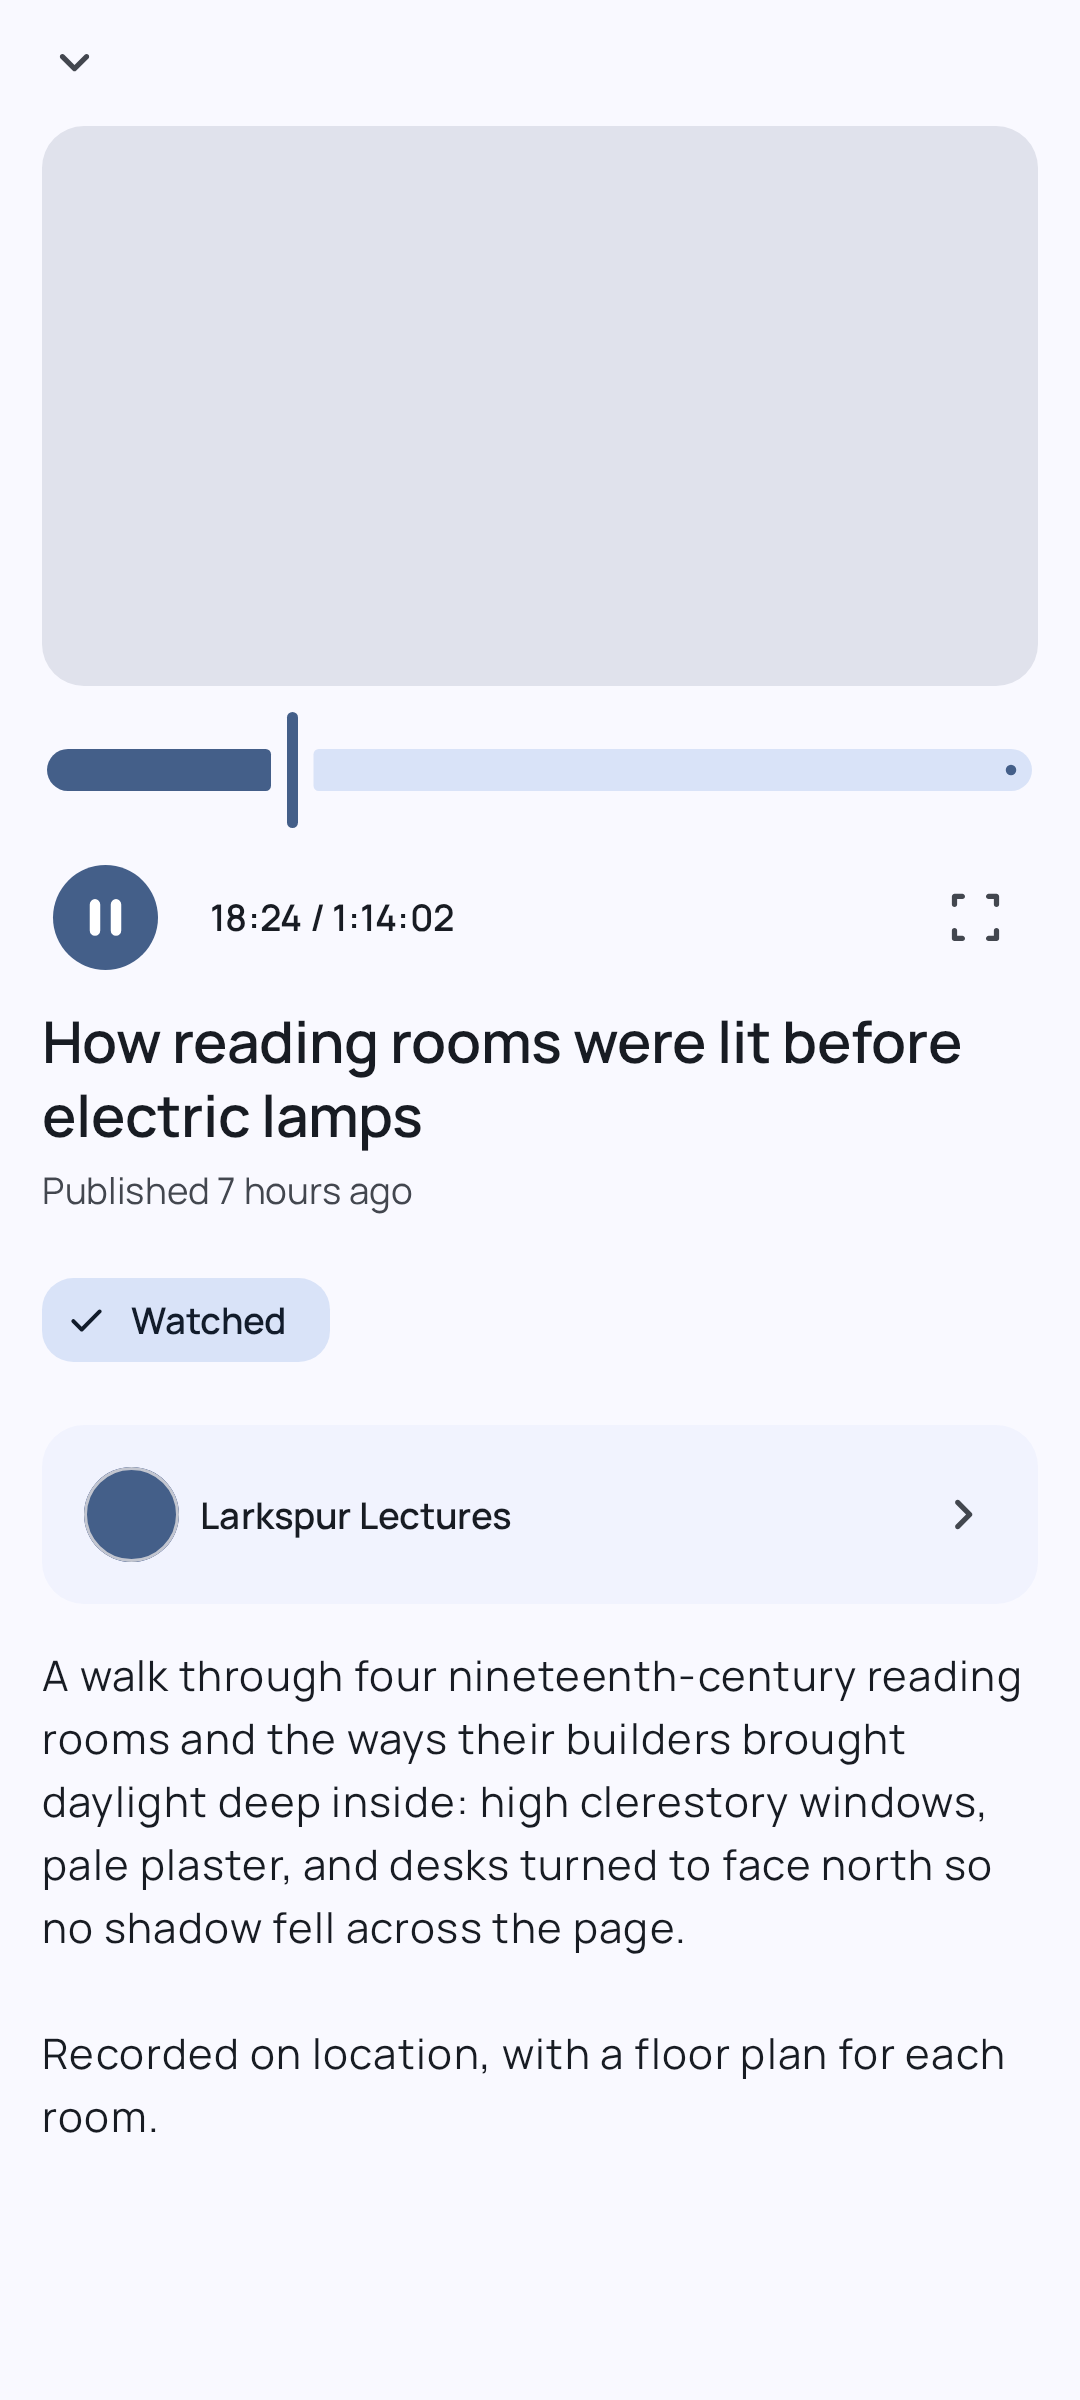 18:24 / 1:14:02
How reading rooms were lit before
electric lamps
Published 7 hours ago
Watched
Larkspur Lectures
A walk through four nineteenth-century reading
rooms and the ways their builders brought
daylight deep inside: high clerestory windows,
pale plaster, and desks turned to face north so
no shadow fell across the page.
Recorded on location, with a floor plan for each
room.